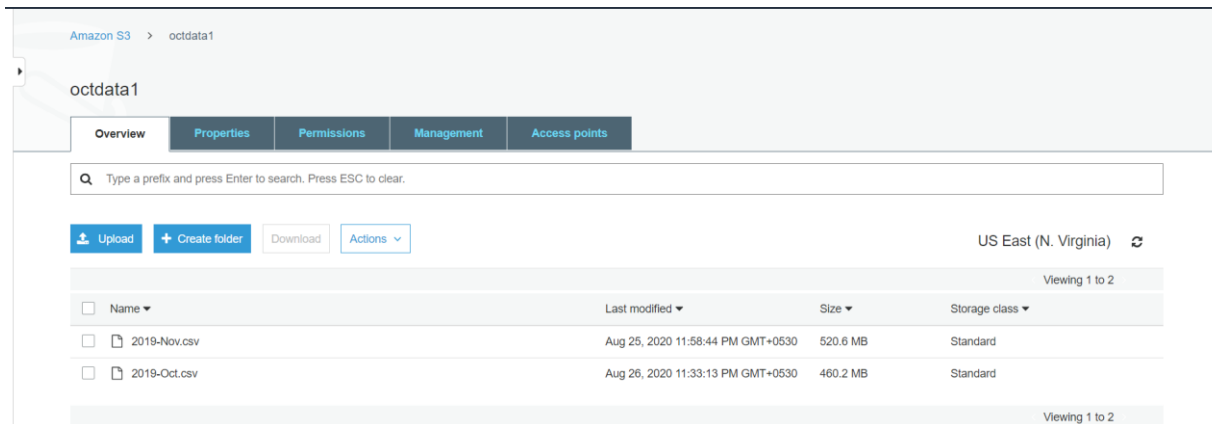 Amazon S3 > octdata1
octdata1
Overview Properties Permissions Management Access points
Type a prefix and press Enter to search. Press ESC to clear.
Upload + Create folder Download Actions
US East (N. Virginia)
Viewing 1 to 2
Name Last modified Size Storage class
2019-Nov.csv Aug 25, 2020 11:58:44 PM GMT+0530 520.6 MB Standard
2019-Oct.csv Aug 26, 2020 11:33:13 PM GMT+0530 460.2 MB Standard
Viewing 1 to 2